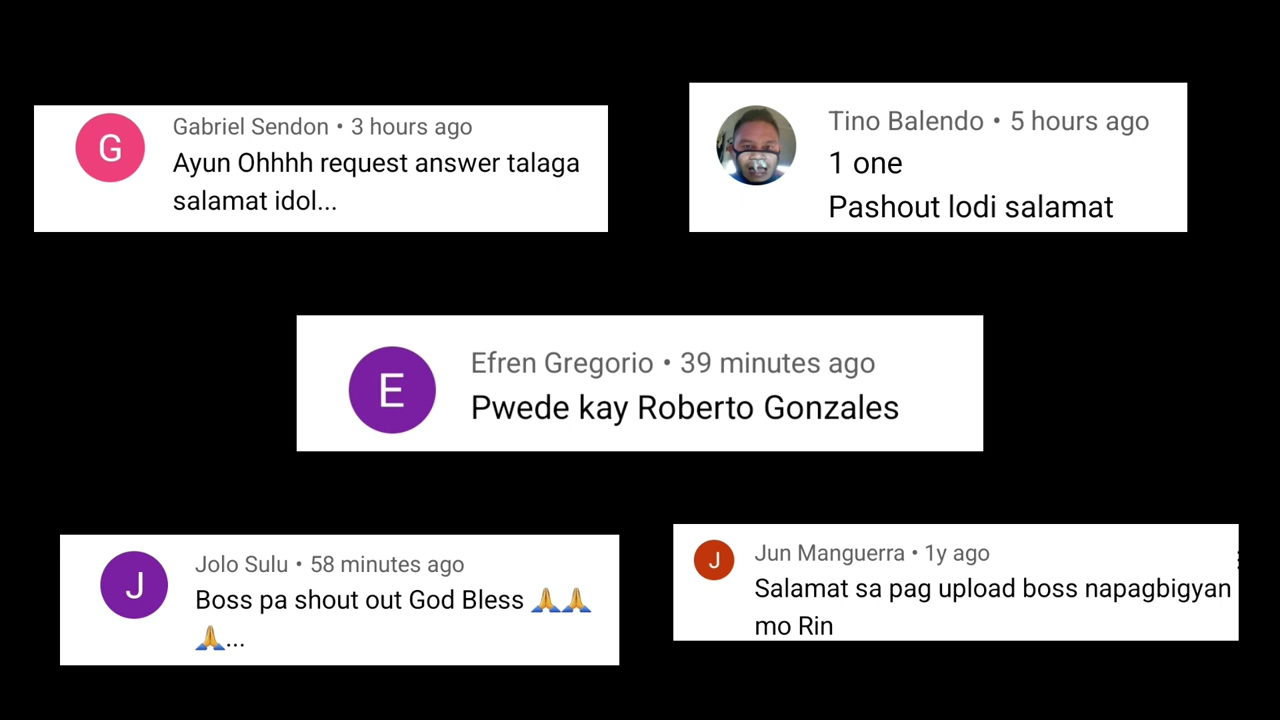 G
Gabriel Sendon • 3 hours ago
Ayun Ohhhh request answer talaga
salamat idol...
Tino Balendo • 5 hours ago
1 one
Pashout lodi salamat
E
Efren Gregorio • 39 minutes ago
Pwede kay Roberto Gonzales
J
Jolo Sulu • 58 minutes ago
Boss pa shout out God Bless 🙏🙏
🙏...
J
Jun Manguerra • 1y ago
Salamat sa pag upload boss napagbigyan
mo Rin